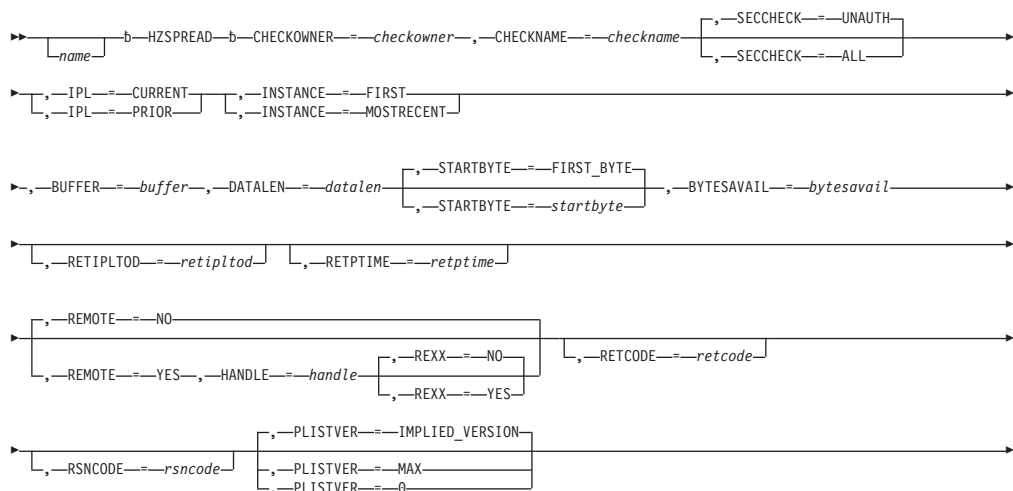 , SECCHECK = UNAUTH
name b HZSPREAD b CHECKOWNER = checkowner , CHECKNAME = checkname , SECCHECK = ALL
, IPL = CURRENT , INSTANCE = FIRST
, IPL = PRIOR , INSTANCE = MOSTRECENT
, STARTBYTE = FIRST_BYTE
, BUFFER = buffer , DATALEN = datalen , STARTBYTE = startbyte , BYTESAVAIL = bytesavail
, RETIPLTOD = retipltod , RETPTIME = retptime
, REMOTE = NO
, REXX = NO , RETCODE = retcode
, REMOTE = YES , HANDLE = handle , REXX = YES
, PLISTVER = IMPLIED_VERSION
, RSNCODE = rsncode , PLISTVER = MAX
, PLISTVER = 0